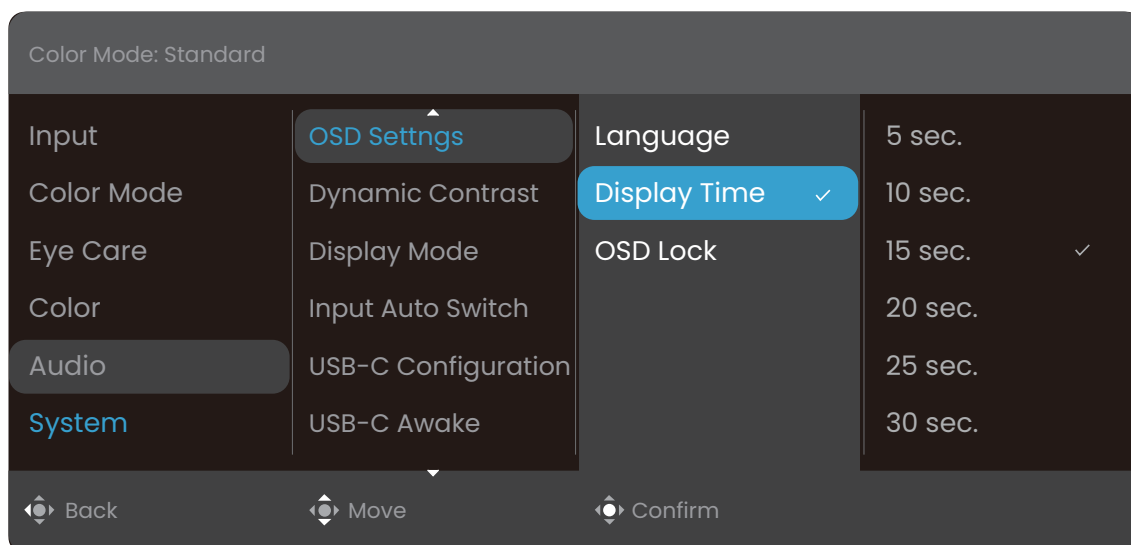 Color Mode: Standard
Input
Color Mode
Eye Care
Color
Audio
System
OSD Settngs
Dynamic Contrast
Display Mode
Input Auto Switch
USB-C Configuration
USB-C Awake
Language
Display Time
OSD Lock
5 sec.
10 sec.
15 sec.
20 sec.
25 sec.
30 sec.
Back
Move
Confirm